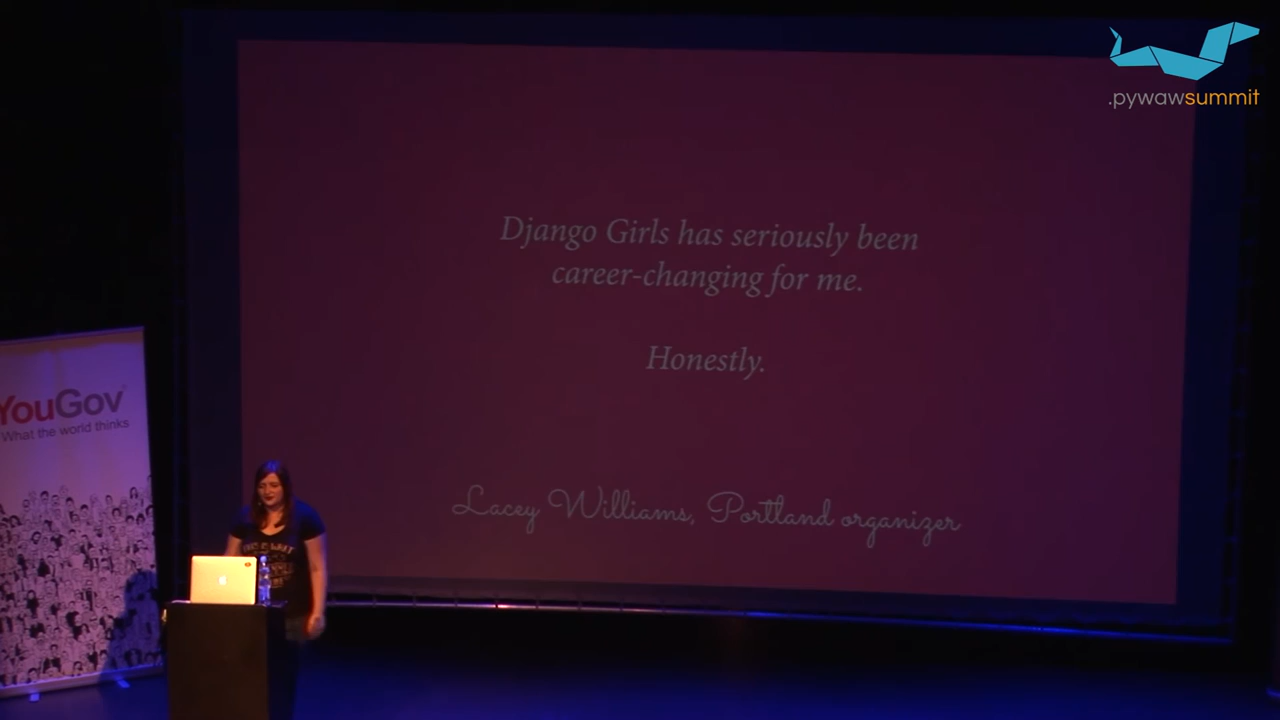 .pywawsummit
Django Girls has seriously been
career-changing for me.
Honestly.
Lacey Williams, Portland organizer
YouGov
What the world thinks